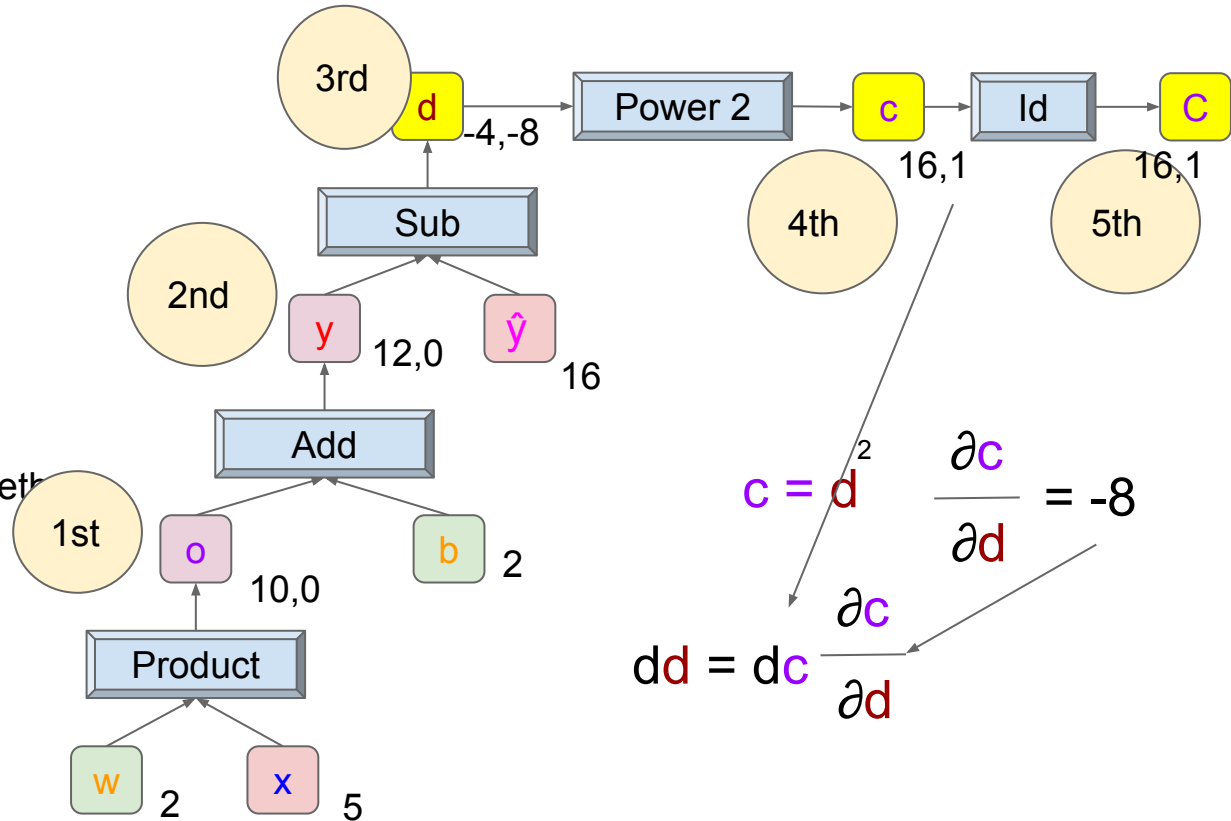 3rd
d
-4,-8
Power 2
c
16,1
Id
C
16,1
4th
5th
Sub
2nd
y
12,0
ŷ
16
Add
1st
o
10,0
b
2
c = d²
∂c
∂d
= -8
Product
dd = dc
∂c
∂d
w
2
x
5